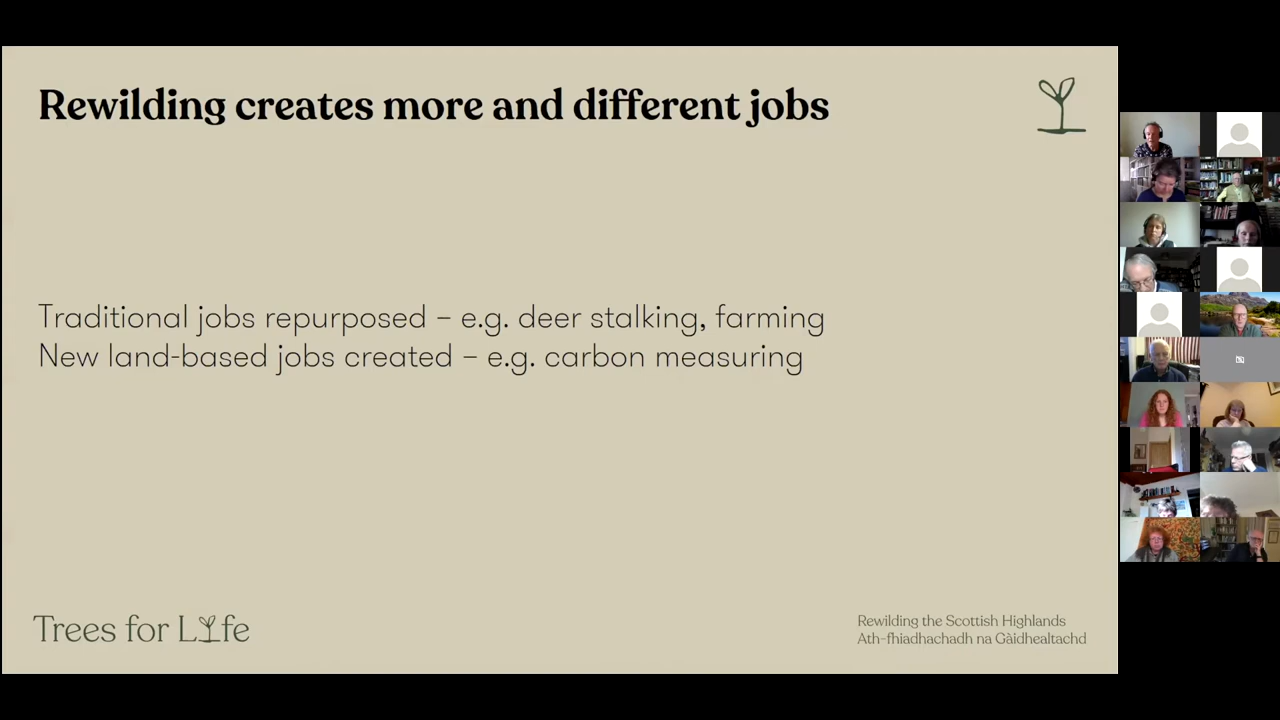 Rewilding creates more and different jobs
Traditional jobs repurposed – e.g. deer stalking, farming
New land-based jobs created – e.g. carbon measuring
Trees for Life
Rewilding the Scottish Highlands
Ath-fhiadhachadh na Gàidhealtachd